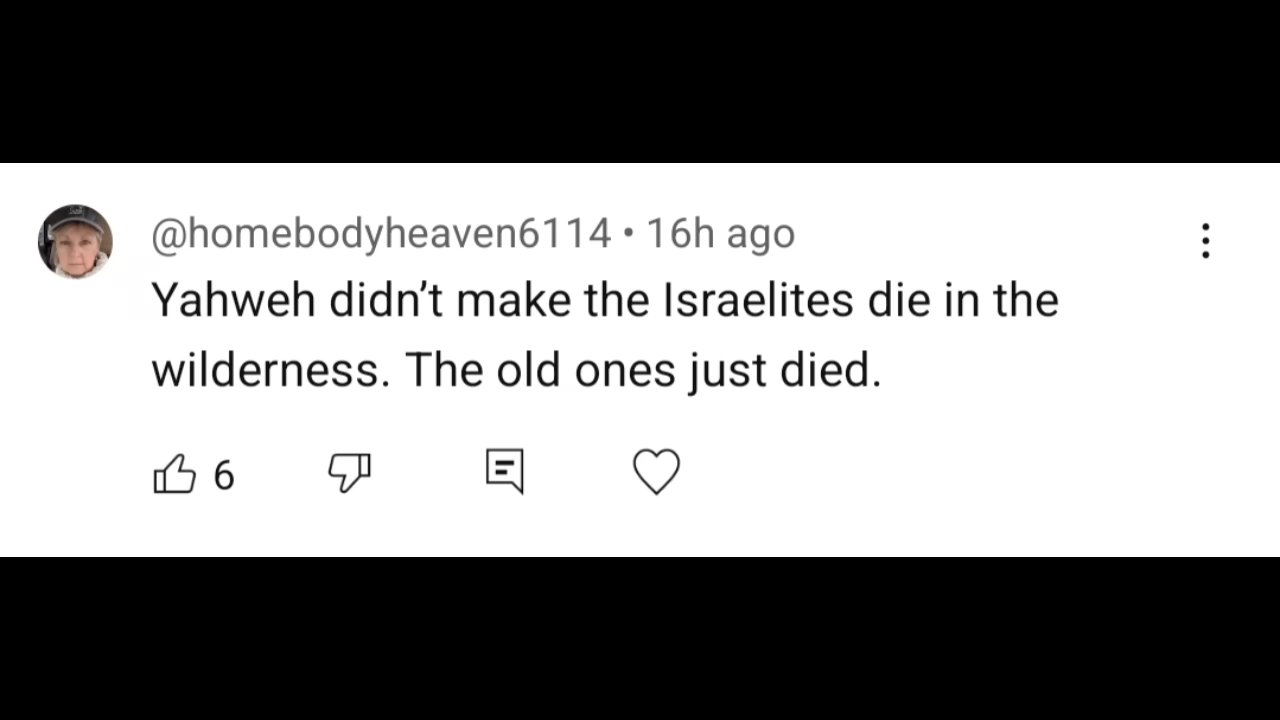 @homebodyheaven6114 • 16h ago
Yahweh didn’t make the Israelites die in the
wilderness. The old ones just died.
6